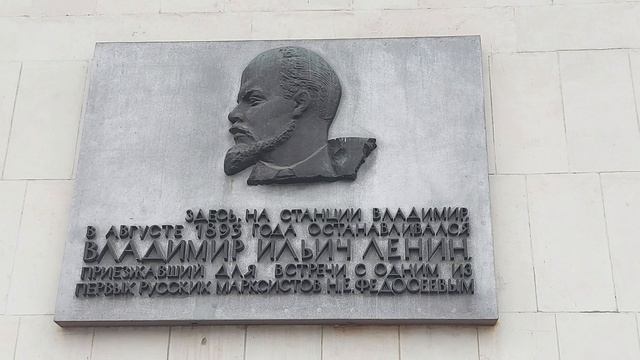 ЗДЕСЬ, НА СТАНЦИИ ВЛАДИМИР,
В АВГУСТЕ 1893 ГОДА ОСТАНАВЛИВАЛСЯ
ВЛАДИМИР ИЛЬИЧ ЛЕНИН,
ПРИЕЗЖАВШИЙ ДЛЯ ВСТРЕЧИ С ОДНИМ ИЗ
ПЕРВЫХ РУССКИХ МАРКСИСТОВ Н.Е. ФЕДОСЕЕВЫМ